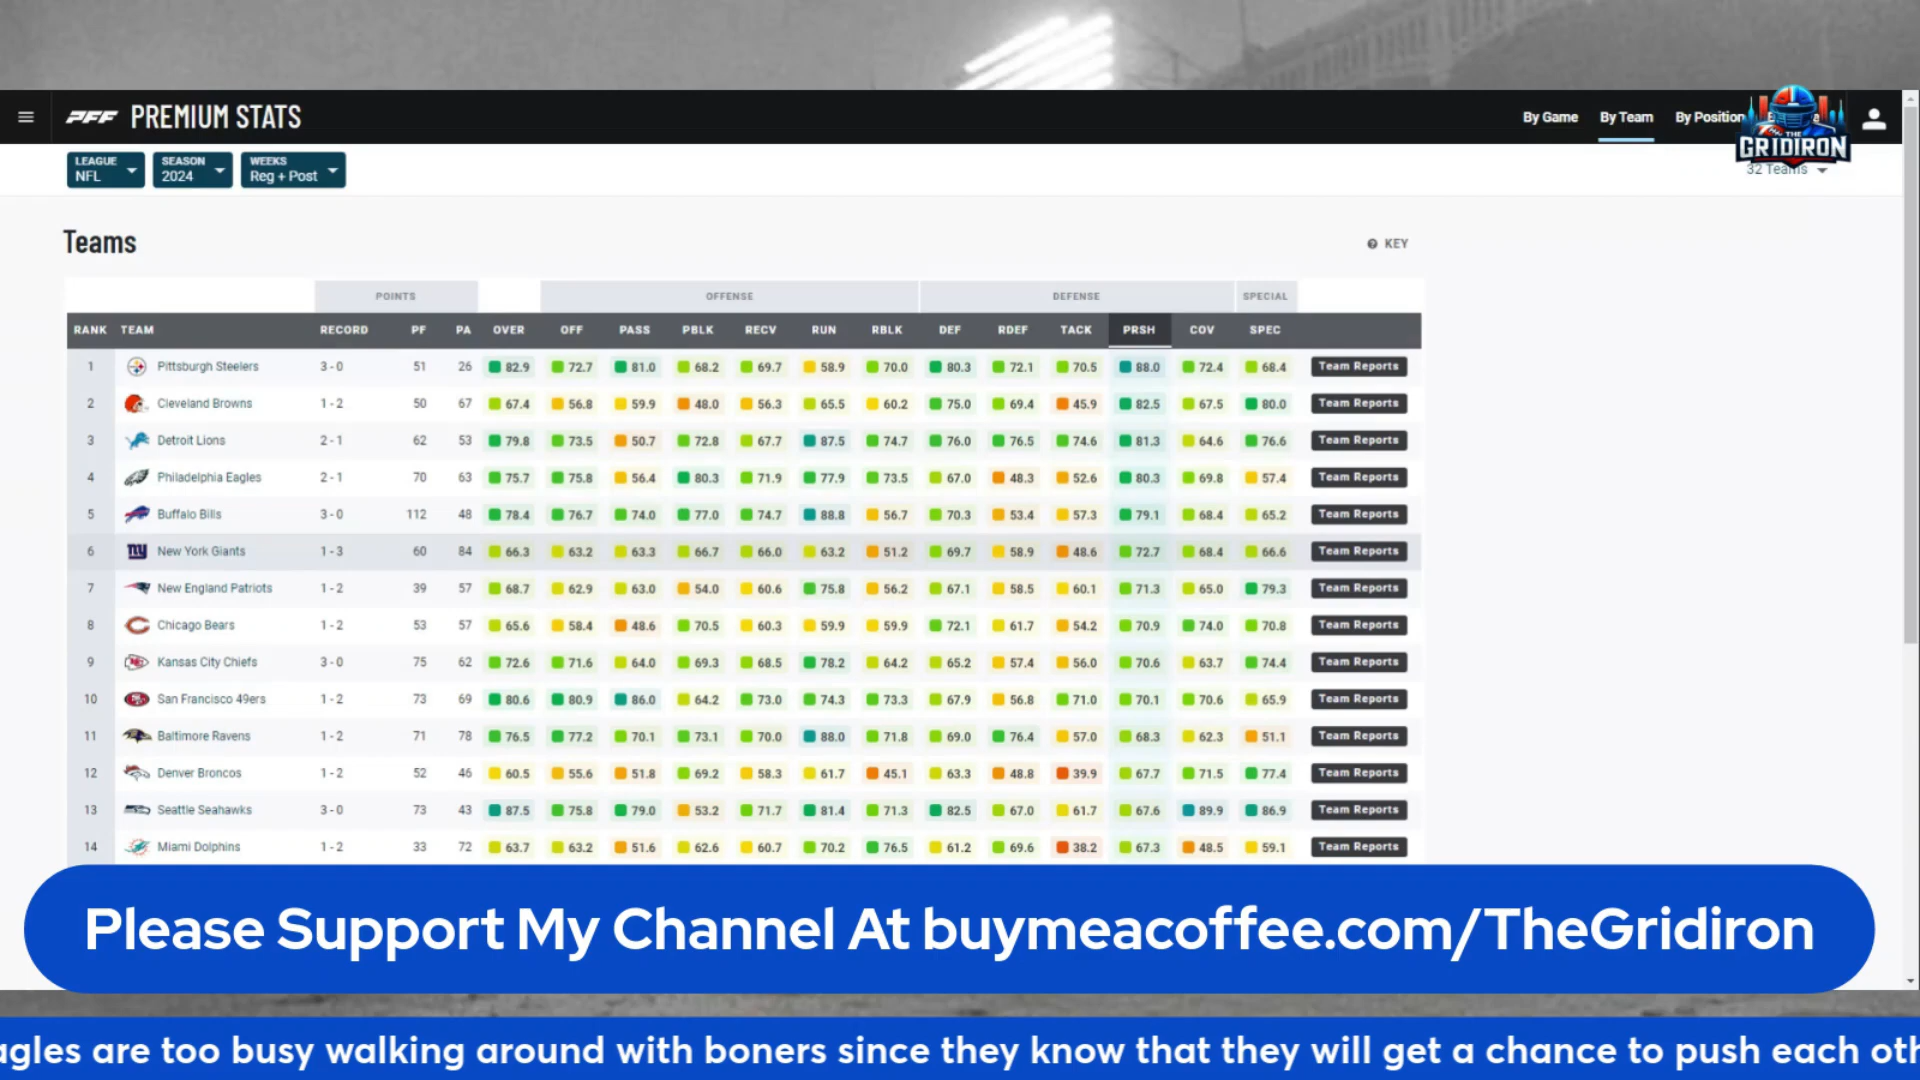 PFF PREMIUM STATS
By Game By Team By Position
THE
GRIDIRON
LEAGUE
NFL
SEASON
2024
WEEKS
Reg + Post
32 Teams
Teams
KEY
POINTS OFFENSE DEFENSE SPECIAL
RANK TEAM RECORD PF PA OVER OFF PASS PBLK RECV RUN RBLK DEF RDEF TACK PRSH COV SPEC
1 Pittsburgh Steelers 3 - 0 51 26 82.9 72.7 81.0 68.2 69.7 58.9 70.0 80.3 72.1 70.5 88.0 72.4 68.4 Team Reports
2 Cleveland Browns 1 - 2 50 67 67.4 56.8 59.9 48.0 56.3 65.5 60.2 75.0 69.4 45.9 82.5 67.5 80.0 Team Reports
3 Detroit Lions 2 - 1 62 53 79.8 73.5 50.7 72.8 67.7 87.5 74.7 76.0 76.5 74.6 81.3 64.6 76.6 Team Reports
4 Philadelphia Eagles 2 - 1 70 63 75.7 75.8 56.4 80.3 71.9 77.9 73.5 67.0 48.3 52.6 80.3 69.8 57.4 Team Reports
5 Buffalo Bills 3 - 0 112 48 78.4 76.7 74.0 77.0 74.7 88.8 56.7 70.3 53.4 57.3 79.1 68.4 65.2 Team Reports
6 New York Giants 1 - 3 60 84 66.3 63.2 63.3 66.7 66.0 63.2 51.2 69.7 58.9 48.6 72.7 68.4 66.6 Team Reports
7 New England Patriots 1 - 2 39 57 68.7 62.9 63.0 54.0 60.6 75.8 56.2 67.1 58.5 60.1 71.3 65.0 79.3 Team Reports
8 Chicago Bears 1 - 2 53 57 65.6 58.4 48.6 70.5 60.3 59.9 59.9 72.1 61.7 54.2 70.9 74.0 70.8 Team Reports
9 Kansas City Chiefs 3 - 0 75 62 72.6 71.6 64.0 69.3 68.5 78.2 64.2 65.2 57.4 56.0 70.6 63.7 74.4 Team Reports
10 San Francisco 49ers 1 - 2 73 69 80.6 80.9 86.0 64.2 73.0 74.3 73.3 67.9 56.8 71.0 70.1 70.6 65.9 Team Reports
11 Baltimore Ravens 1 - 2 71 78 76.5 77.2 70.1 73.1 70.0 88.0 71.8 69.0 76.4 57.0 68.3 62.3 51.1 Team Reports
12 Denver Broncos 1 - 2 52 46 60.5 55.6 51.8 69.2 58.3 61.7 45.1 63.3 48.8 39.9 67.7 71.5 77.4 Team Reports
13 Seattle Seahawks 3 - 0 73 43 87.5 75.8 79.0 53.2 71.7 81.4 71.3 82.5 67.0 61.7 67.6 89.9 86.9 Team Reports
14 Miami Dolphins 1 - 2 33 72 63.7 63.2 51.6 62.6 60.7 70.2 76.5 61.2 69.6 38.2 67.3 48.5 59.1 Team Reports
Please Support My Channel At buymeacoffee.com/TheGridiron
agles are too busy walking around with boners since they know that they will get a chance to push each oth